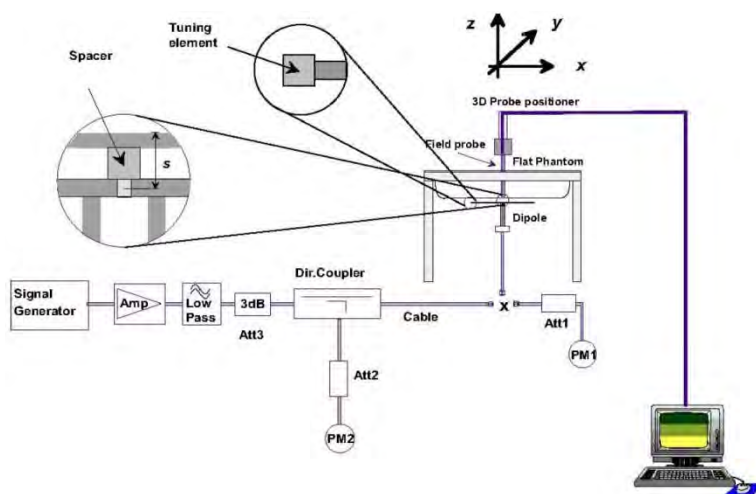 Tuning
element
Spacer
s
z
y
x
3D Probe positioner
Field probe
Flat Phantom
Dipole
Dir.Coupler
Signal
Generator
Amp
Low
Pass
3dB
Att3
Cable
x
Att1
PM1
Att2
PM2